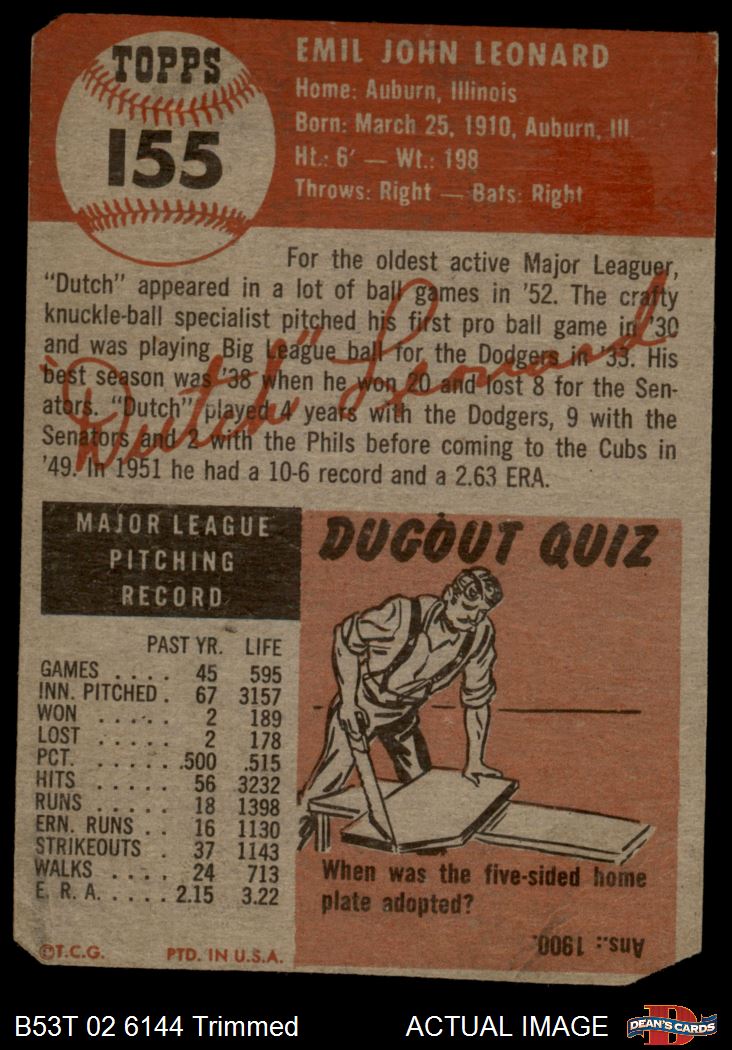 TOPPS
155
EMIL JOHN LEONARD
Home: Auburn, Illinois
Born: March 25, 1910, Auburn, Ill.
Ht.: 6' — Wt.: 198
Throws: Right — Bats: Right
For the oldest active Major Leaguer,
"Dutch" appeared in a lot of ball games in '52. The crafty
knuckle-ball specialist pitched his first pro ball game in '30
and was playing Big League ball for the Dodgers in '33. His
best season was '38 when he won 20 and lost 8 for the Sen-
ators. "Dutch" played 4 years with the Dodgers, 9 with the
Senators and 2 with the Phils before coming to the Cubs in
'49. In 1951 he had a 10-6 record and a 2.63 ERA.
"Dutch" Leonard
MAJOR LEAGUE
PITCHING
RECORD
PAST YR. LIFE
GAMES .... 45 595
INN. PITCHED . 67 3157
WON ..... 2 189
LOST ..... 2 178
PCT. ..... .500 .515
HITS ..... 56 3232
RUNS ..... 18 1398
ERN. RUNS .. 16 1130
STRIKEOUTS . 37 1143
WALKS .... 24 713
E. R. A. ..... 2.15 3.22
©T.C.G. PTD. IN U.S.A.
DUGOUT QUIZ
When was the five-sided home
plate adopted?
Ans.: 1900.
B53T 02 6144 Trimmed
ACTUAL IMAGE
DEAN'S CARDS